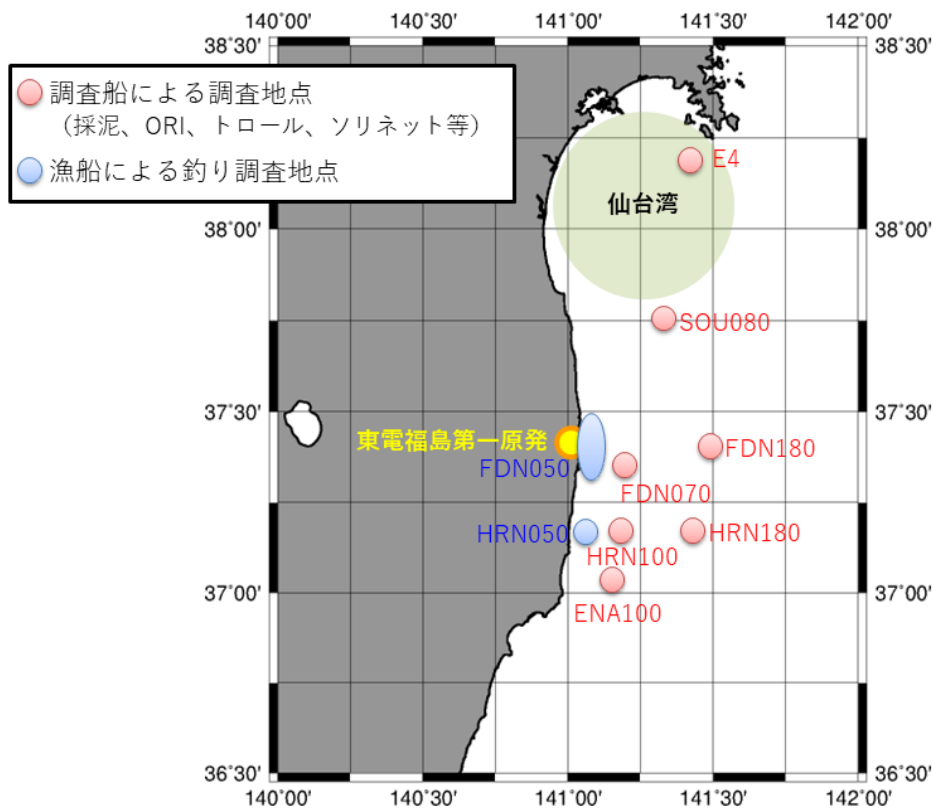 140°00' 140°30' 141°00' 141°30' 142°00'
38°30' 38°30'
調査船による調査地点
（採泥、ORI、トロール、ソリネット等）
漁船による釣り調査地点
E4
仙台湾
38°00' 38°00'
SOU080
37°30' 37°30'
東電福島第一原発
FDN180
FDN050
FDN070
HRN050
HRN180
HRN100
37°00' 37°00'
ENA100
36°30' 36°30'
140°00' 140°30' 141°00' 141°30' 142°00'